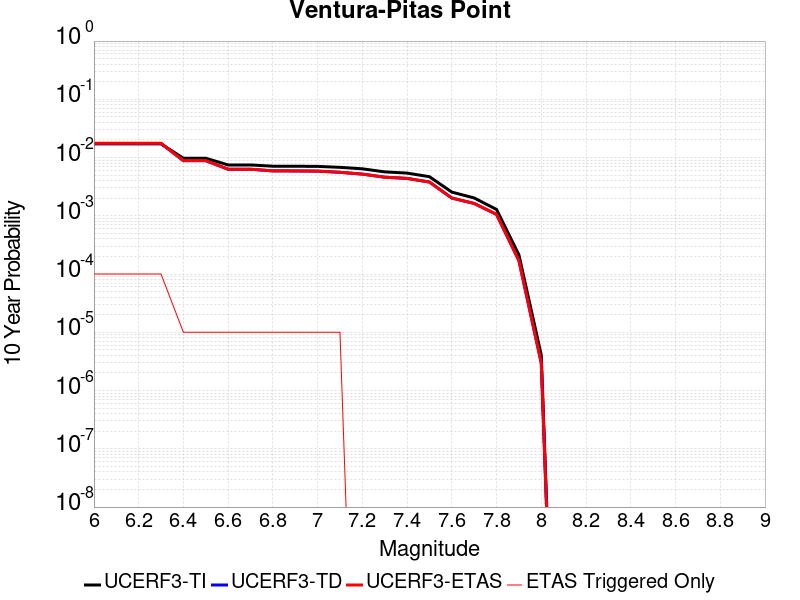 Ventura-Pitas Point
10^0
10^-1
10^-2
10^-3
10^-4
10^-5
10^-6
10^-7
10^-8
10 Year Probability
6 6.2 6.4 6.6 6.8 7 7.2 7.4 7.6 7.8 8 8.2 8.4 8.6 8.8 9
Magnitude
UCERF3-TI UCERF3-TD UCERF3-ETAS ETAS Triggered Only